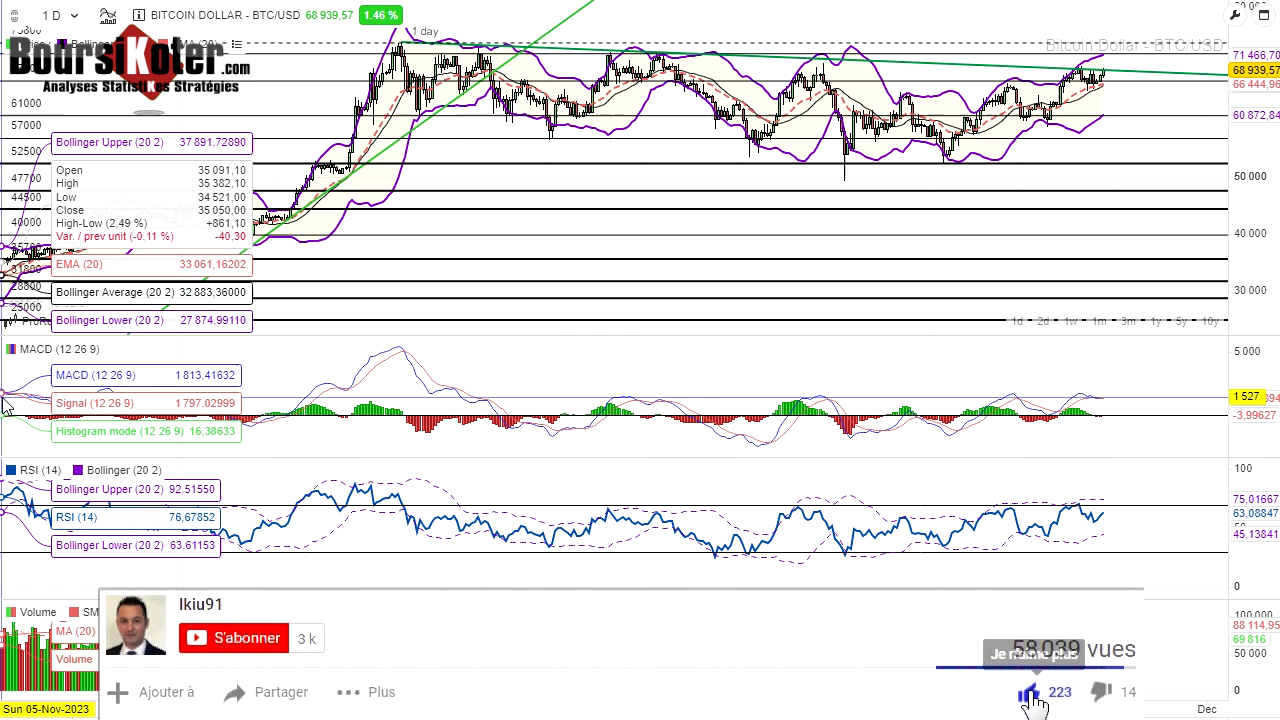 1 D
BITCOIN DOLLAR - BTC/USD 68 939,57 1.46 %
1 day
BoursiKoter.com
Analyses StatistiKes Stratégies
Bitcoin Dollar - BTC/USD
71 466,70
68 939,57
66 444,96
60 872,84
61000
57000
52500
47700
44500
40000
31800
28800
25000
50 000
40 000
30 000
Bollinger Upper (20 2) 37 891,72890
Open 35 091,10
High 35 382,10
Low 34 521,00
Close 35 050,00
High-Low (2,49 %) +861,10
Var. / prev unit (-0,11 %) -40,30
EMA (20) 33 061,16202
Bollinger Average (20 2) 32 883,36000
Bollinger Lower (20 2) 27 874,99110
1d 2d 1w 1m 3m 1y 5y 10y
MACD (12 26 9)
5 000
MACD (12 26 9) 1 813,41632
Signal (12 26 9) 1 797,02999
Histogram mode (12 26 9) 16,38633
1 527
-3,99627
RSI (14) Bollinger (20 2)
100
Bollinger Upper (20 2) 92,51550
RSI (14) 76,67852
Bollinger Lower (20 2) 63,61153
75,01667
63,08847
45,13841
0
Volume SM
MA (20)
Volume
100 000
88 114,95
69 816
50 000
0
Ikiu91
S'abonner 3 k
58 039 vues
Je n'aime plus
Ajouter à Partager Plus
223 14
Sun 05-Nov-2023
Dec